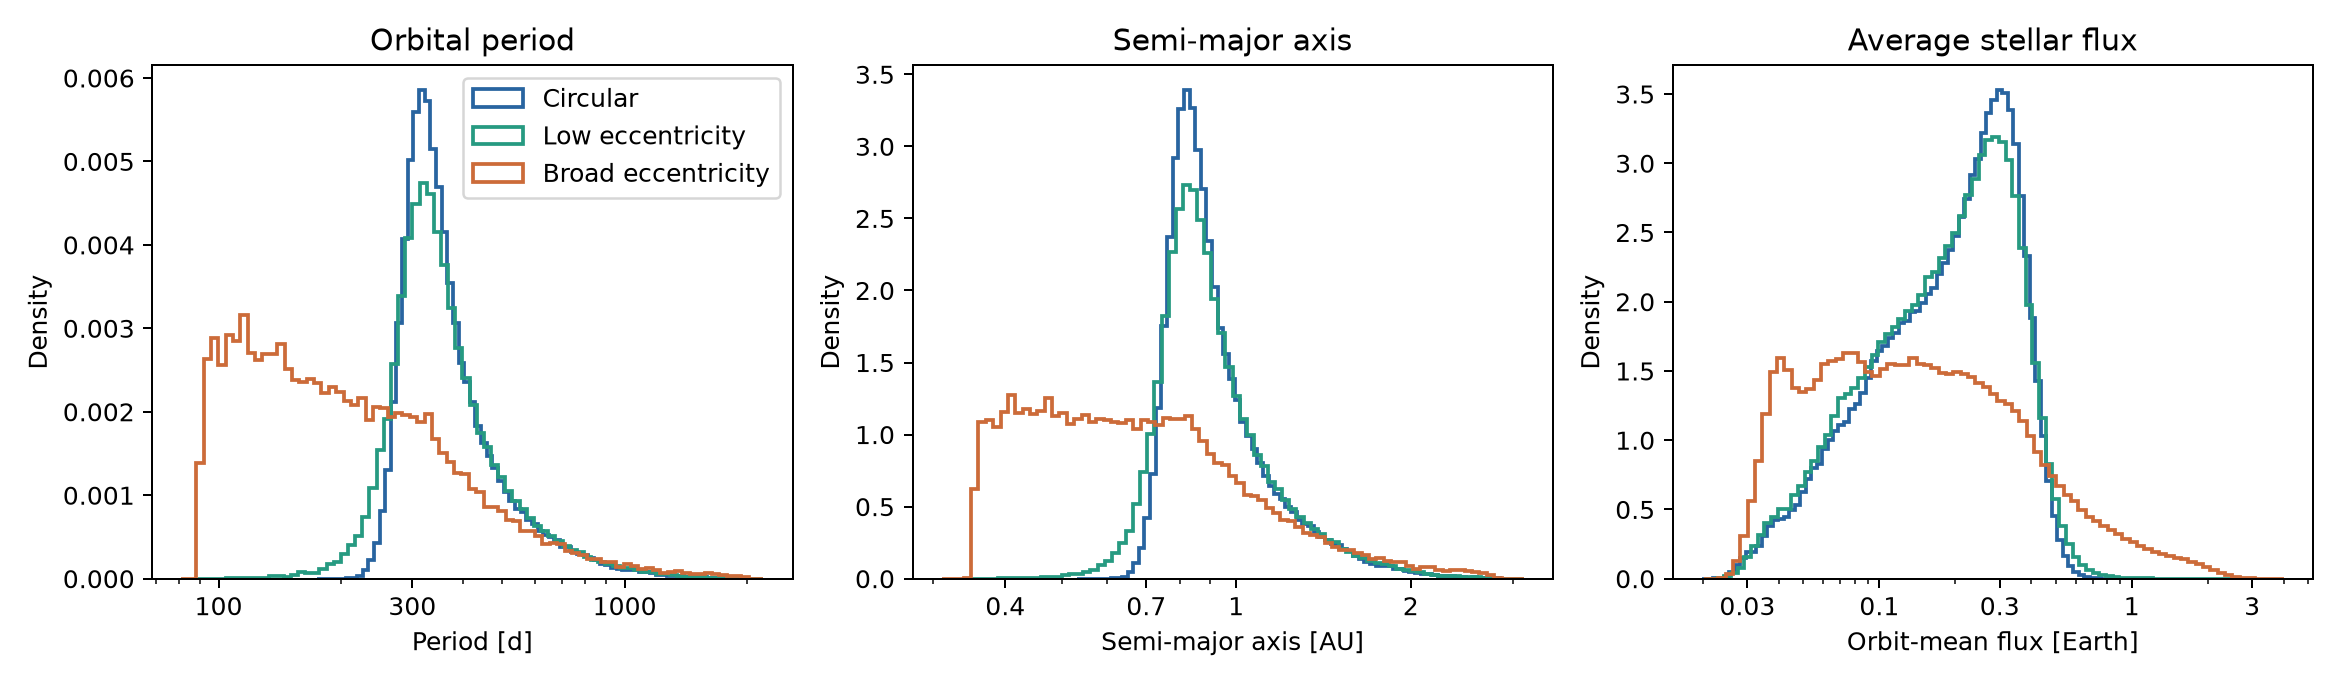 Orbital period
0.006
0.005
0.004
0.003
0.002
0.001
0.000
Density
Circular
Low eccentricity
Broad eccentricity
100 300 1000
Period [d]
Semi-major axis
3.5
3.0
2.5
2.0
1.5
1.0
0.5
0.0
Density
0.4 0.7 1 2
Semi-major axis [AU]
Average stellar flux
3.5
3.0
2.5
2.0
1.5
1.0
0.5
0.0
Density
0.03 0.1 0.3 1 3
Orbit-mean flux [Earth]